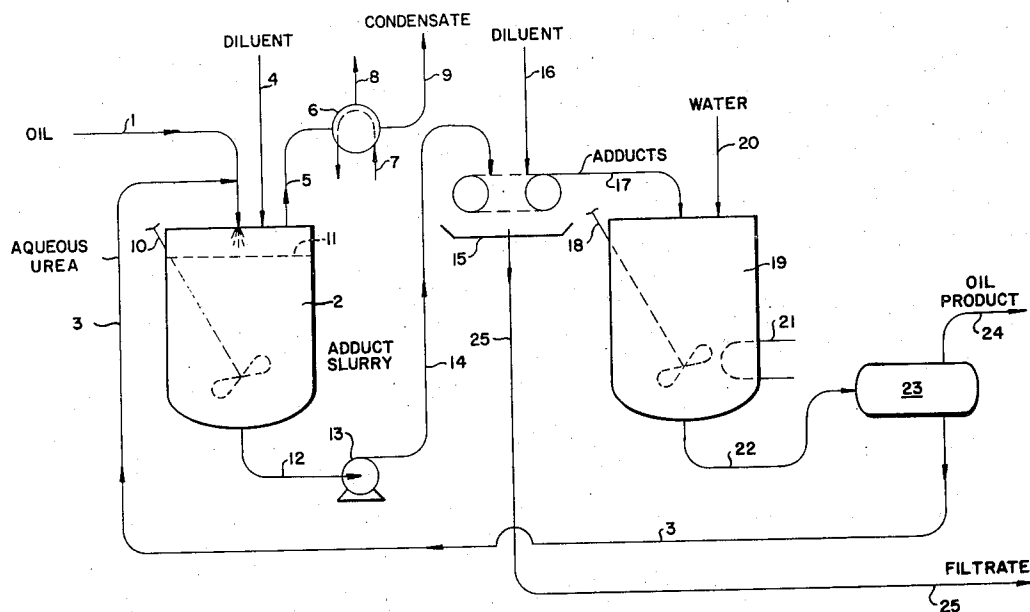 CONDENSATE
DILUENT
DILUENT
4
8
9
16
6
WATER
OIL
1
7
20
ADDUCTS
5
17
10
11
18
15
AQUEOUS
UREA
19
OIL
PRODUCT
2
24
3
25
21
ADDUCT
SLURRY
14
23
13
12
22
3
FILTRATE
25